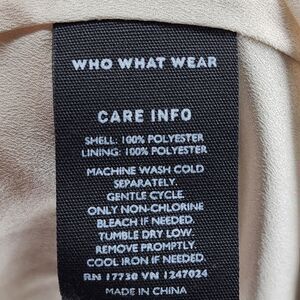 WHO WHAT WEAR
CARE INFO
SHELL: 100% POLYESTER
LINING: 100% POLYESTER
MACHINE WASH COLD
SEPARATELY.
GENTLE CYCLE
ONLY NON-CHLORINE
BLEACH IF NEEDED.
TUMBLE DRY LOW.
REMOVE PROMPTLY.
COOL IRON IF NEEDED.
RN 17730 VN 1247024
MADE IN CHINA